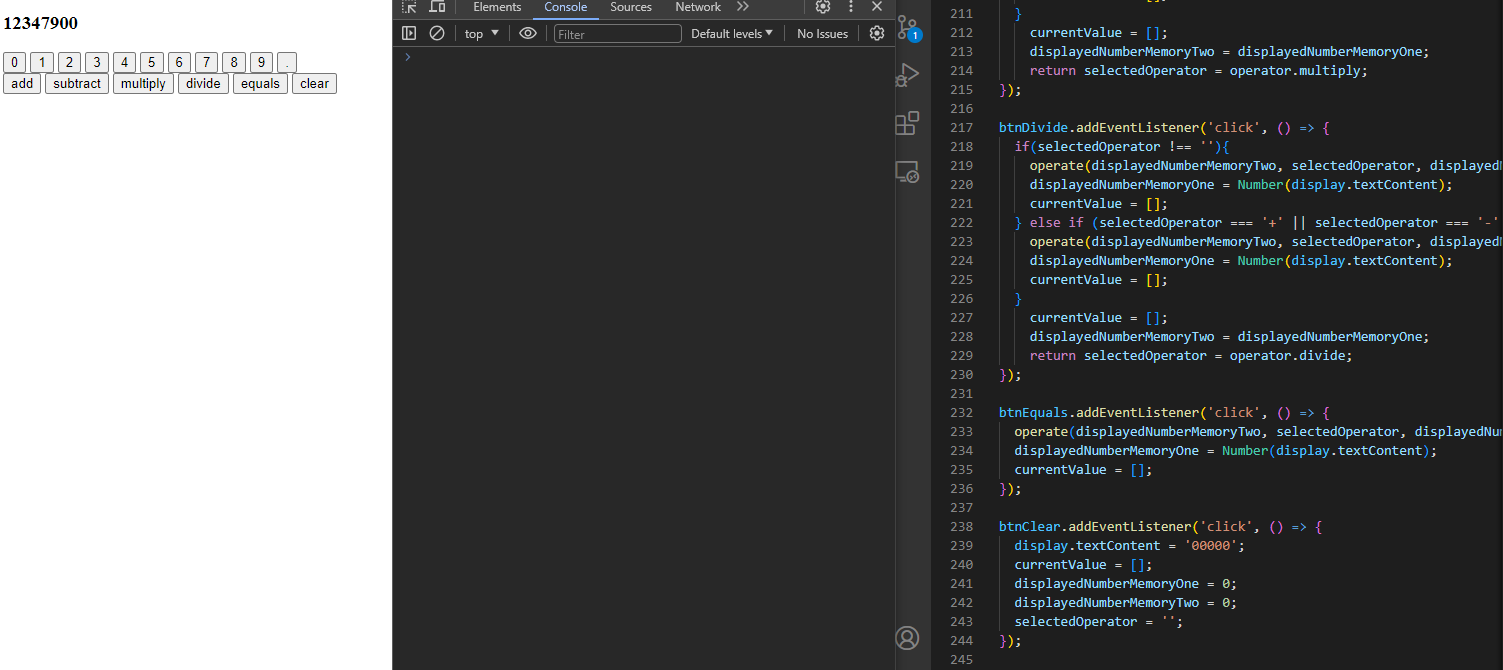 12347900
0 1 2 3 4 5 6 7 8 9 .
add subtract multiply divide equals clear
Elements Console Sources Network
top Filter Default levels No Issues
1
211 }
212 currentValue = [];
213 displayedNumberMemoryTwo = displayedNumberMemoryOne;
214 return selectedOperator = operator.multiply;
215 });
216
217 btnDivide.addEventListener('click', () => {
218 if(selectedOperator !== ''){
219 operate(displayedNumberMemoryTwo, selectedOperator, displayed
220 displayedNumberMemoryOne = Number(display.textContent);
221 currentValue = [];
222 } else if (selectedOperator === '+' || selectedOperator === '-'
223 operate(displayedNumberMemoryTwo, selectedOperator, displayed
224 displayedNumberMemoryOne = Number(display.textContent);
225 currentValue = [];
226 }
227 currentValue = [];
228 displayedNumberMemoryTwo = displayedNumberMemoryOne;
229 return selectedOperator = operator.divide;
230 });
231
232 btnEquals.addEventListener('click', () => {
233 operate(displayedNumberMemoryTwo, selectedOperator, displayedNu
234 displayedNumberMemoryOne = Number(display.textContent);
235 currentValue = [];
236 });
237
238 btnClear.addEventListener('click', () => {
239 display.textContent = '00000';
240 currentValue = [];
241 displayedNumberMemoryOne = 0;
242 displayedNumberMemoryTwo = 0;
243 selectedOperator = '';
244 });
245